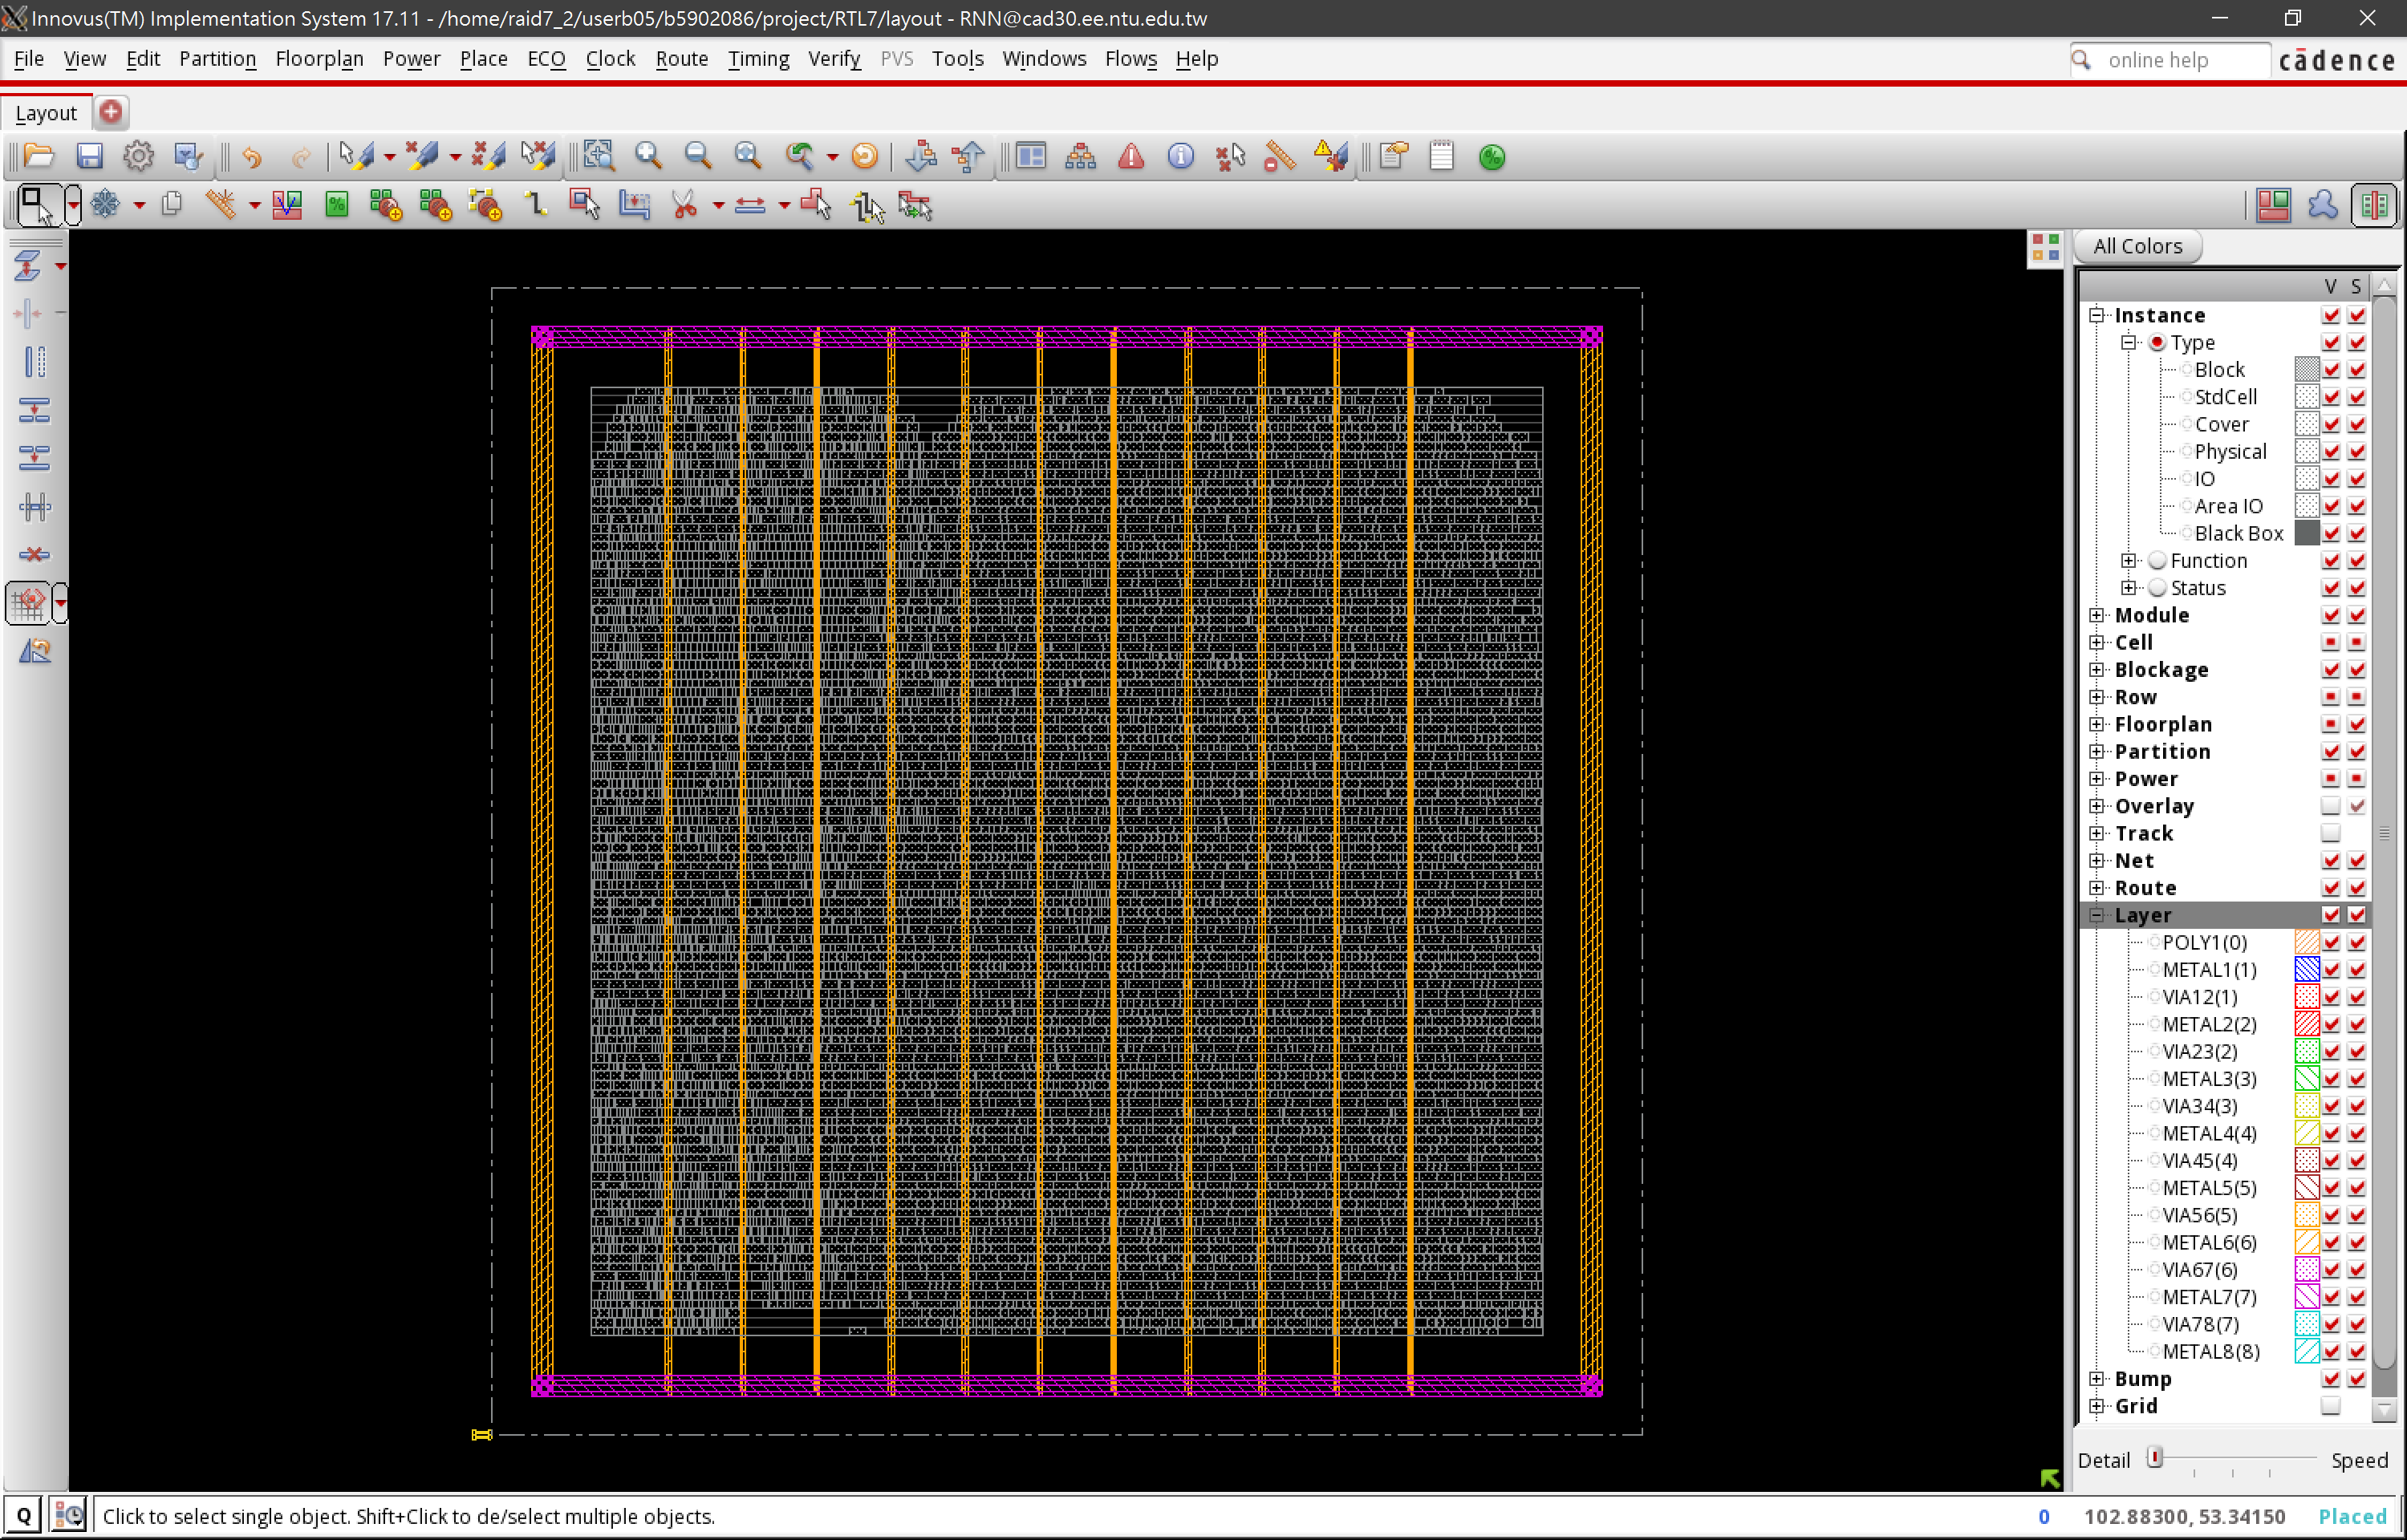 Innovus(TM) Implementation System 17.11 - /home/raid7_2/userb05/b5902086/project/RTL7/layout - RNN@cad30.ee.ntu.edu.tw
File View Edit Partition Floorplan Power Place ECO Clock Route Timing Verify PVS Tools Windows Flows Help
online help
cādence
Layout
All Colors
V S
Instance
Type
Block
StdCell
Cover
Physical
IO
Area IO
Black Box
Function
Status
Module
Cell
Blockage
Row
Floorplan
Partition
Power
Overlay
Track
Net
Route
Layer
POLY1(0)
METAL1(1)
VIA12(1)
METAL2(2)
VIA23(2)
METAL3(3)
VIA34(3)
METAL4(4)
VIA45(4)
METAL5(5)
VIA56(5)
METAL6(6)
VIA67(6)
METAL7(7)
VIA78(7)
METAL8(8)
Bump
Grid
Detail Speed
Q Click to select single object. Shift+Click to de/select multiple objects. 0 102.88300, 53.34150 Placed